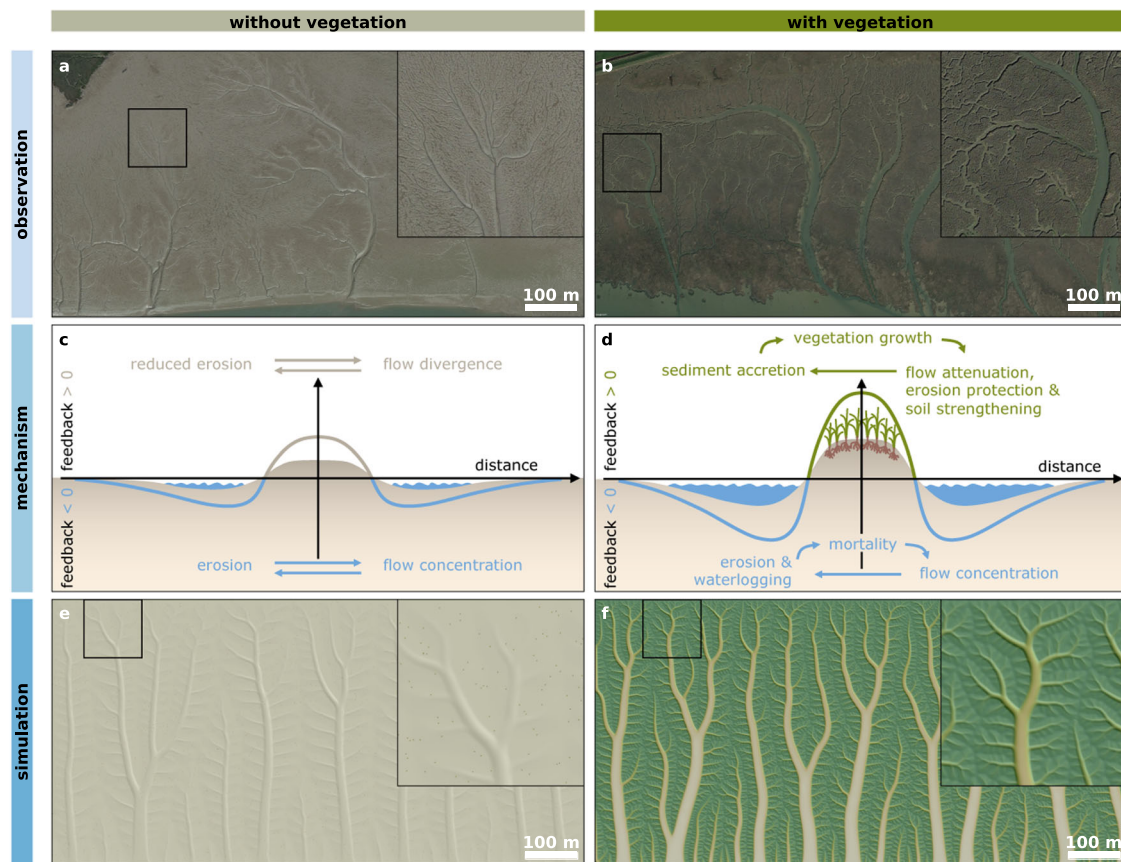 without vegetation
with vegetation
observation
a
100 m
b
100 m
mechanism
c
feedback > 0
feedback < 0
reduced erosion
flow divergence
distance
erosion
flow concentration
d
feedback > 0
feedback < 0
vegetation growth
sediment accretion
flow attenuation,
erosion protection &
soil strengthening
distance
mortality
erosion &
waterlogging
flow concentration
simulation
e
100 m
f
100 m